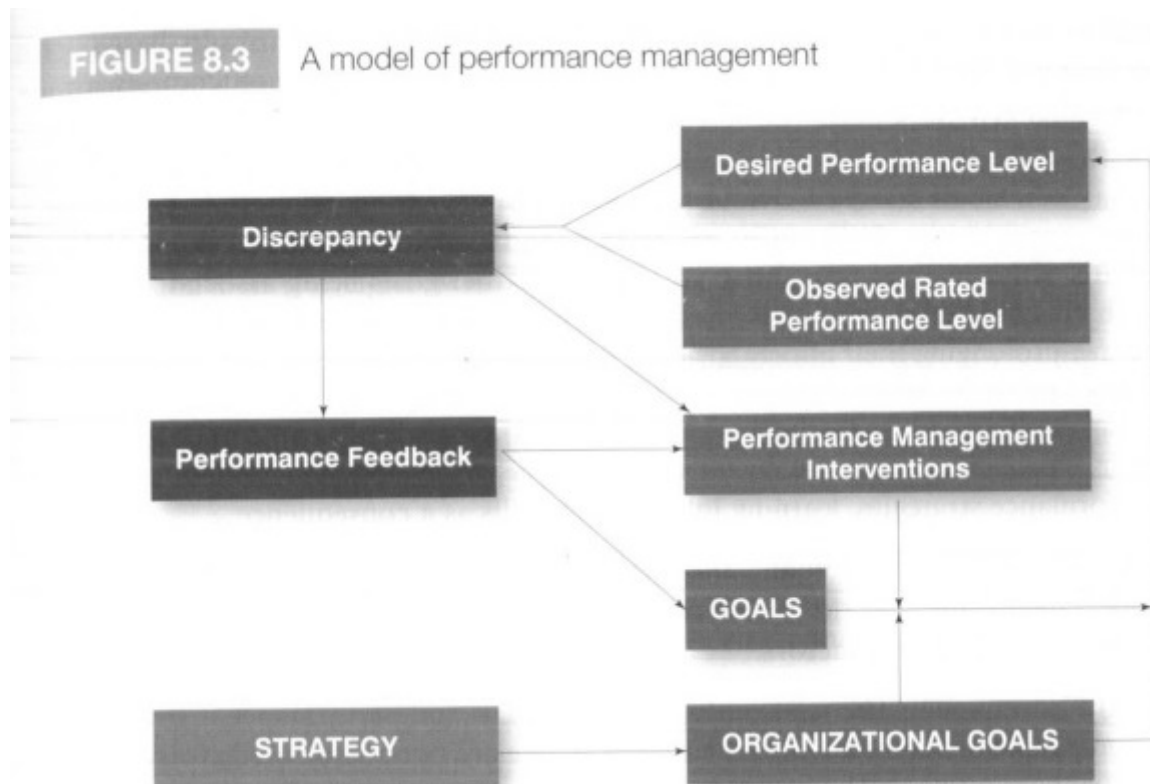 FIGURE 8.3
A model of performance management
Desired Performance Level
Discrepancy
Observed Rated
Performance Level
Performance Feedback
Performance Management
Interventions
GOALS
STRATEGY
ORGANIZATIONAL GOALS